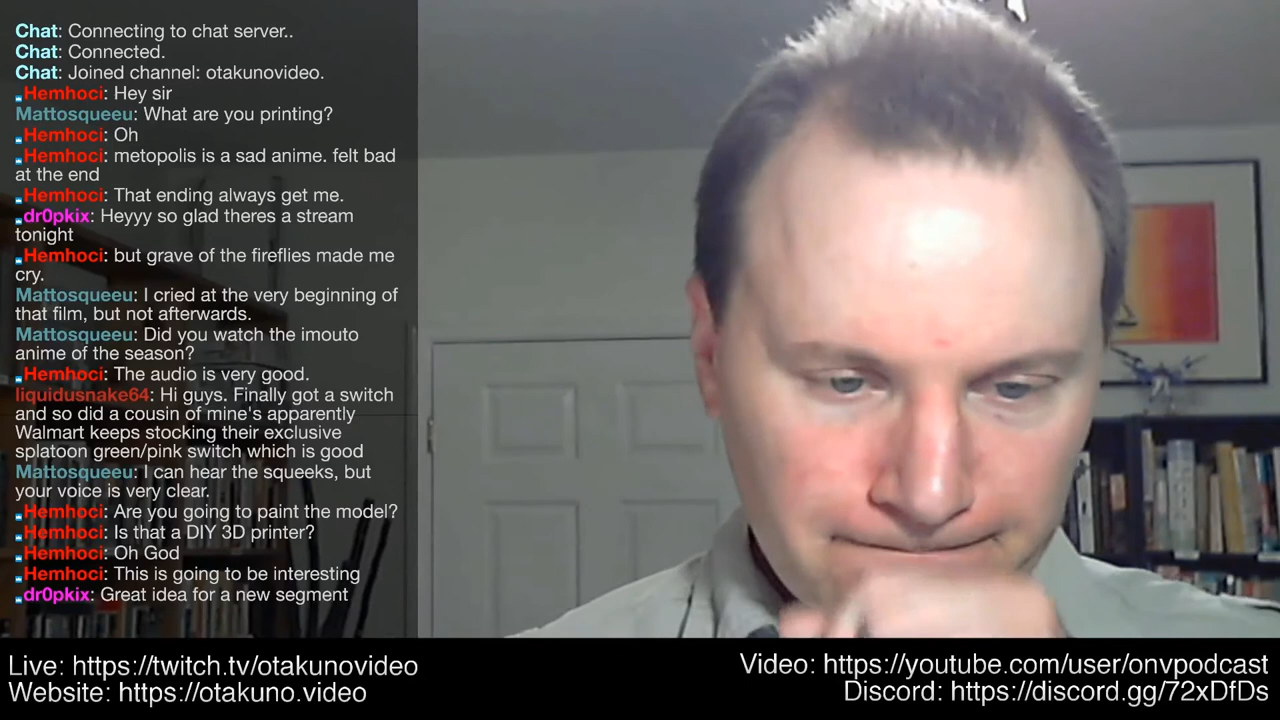 Chat: Connecting to chat server..
Chat: Connected.
Chat: Joined channel: otakunovideo.
Hemhoci: Hey sir
Mattosqueeu: What are you printing?
Hemhoci: Oh
Hemhoci: metopolis is a sad anime. felt bad
at the end
Hemhoci: That ending always get me.
dr0pkix: Heyyy so glad theres a stream
tonight
Hemhoci: but grave of the fireflies made me
cry.
Mattosqueeu: I cried at the very beginning of
that film, but not afterwards.
Mattosqueeu: Did you watch the imouto
anime of the season?
Hemhoci: The audio is very good.
liquidusnake64: Hi guys. Finally got a switch
and so did a cousin of mine's apparently
Walmart keeps stocking their exclusive
splatoon green/pink switch which is good
Mattosqueeu: I can hear the squeeks, but
your voice is very clear.
Hemhoci: Are you going to paint the model?
Hemhoci: Is that a DIY 3D printer?
Hemhoci: Oh God
Hemhoci: This is going to be interesting
dr0pkix: Great idea for a new segment
Live: https://twitch.tv/otakunovideo
Website: https://otakuno.video
Video: https://youtube.com/user/onvpodcast
Discord: https://discord.gg/72xDfDs